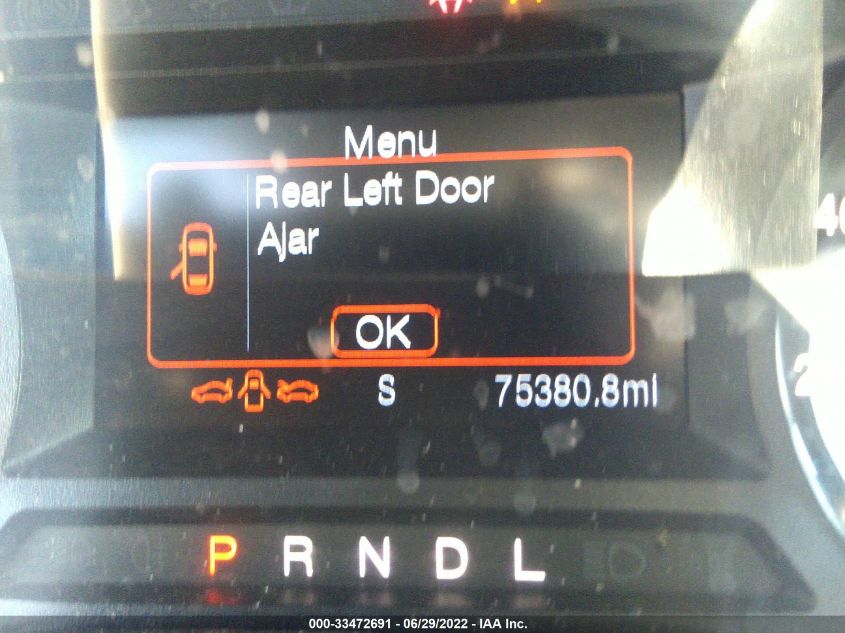 Menu
Rear Left Door
Ajar
OK
S 75380.8mi
P R N D L
000-33472691 - 06/29/2022 - IAA Inc.